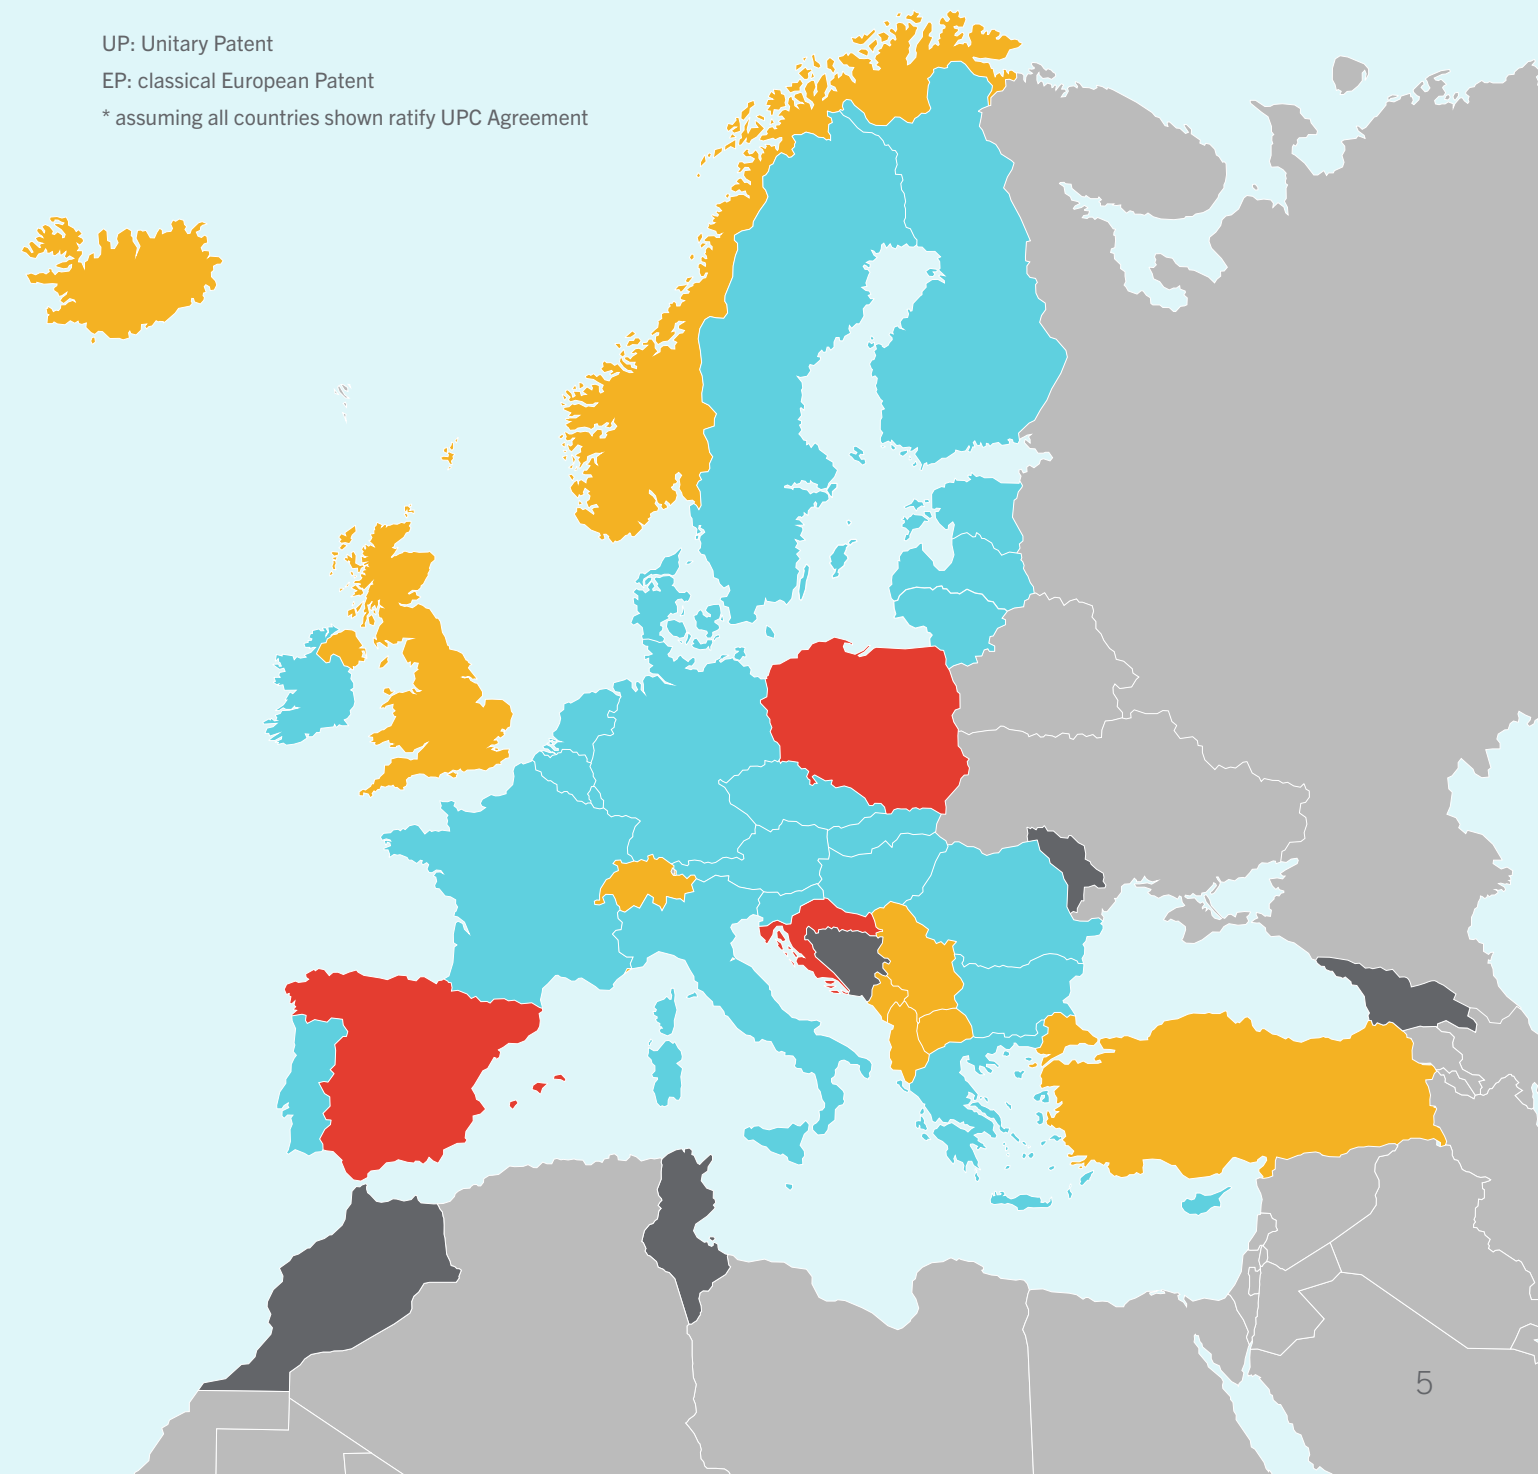 UP: Unitary Patent
EP: classical European Patent
* assuming all countries shown ratify UPC Agreement
5